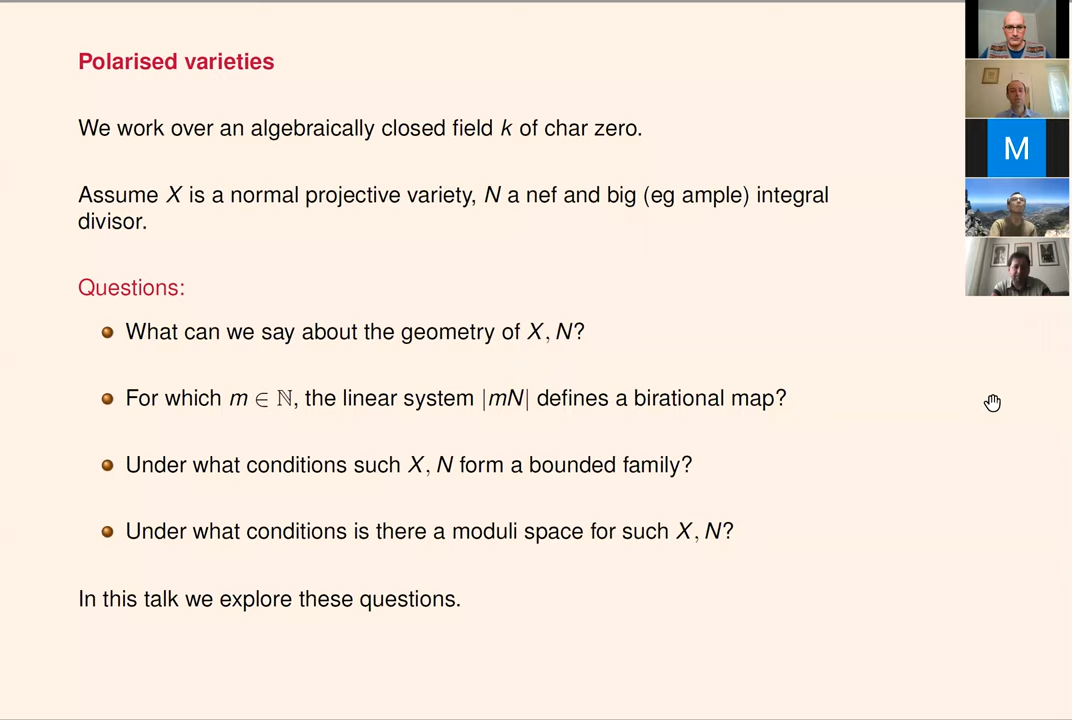 Polarised varieties
We work over an algebraically closed field k of char zero.
Assume X is a normal projective variety, N a nef and big (eg ample) integral
divisor.
Questions:
What can we say about the geometry of X, N?
For which m ∈ ℕ, the linear system |mN| defines a birational map?
Under what conditions such X, N form a bounded family?
Under what conditions is there a moduli space for such X, N?
In this talk we explore these questions.
M